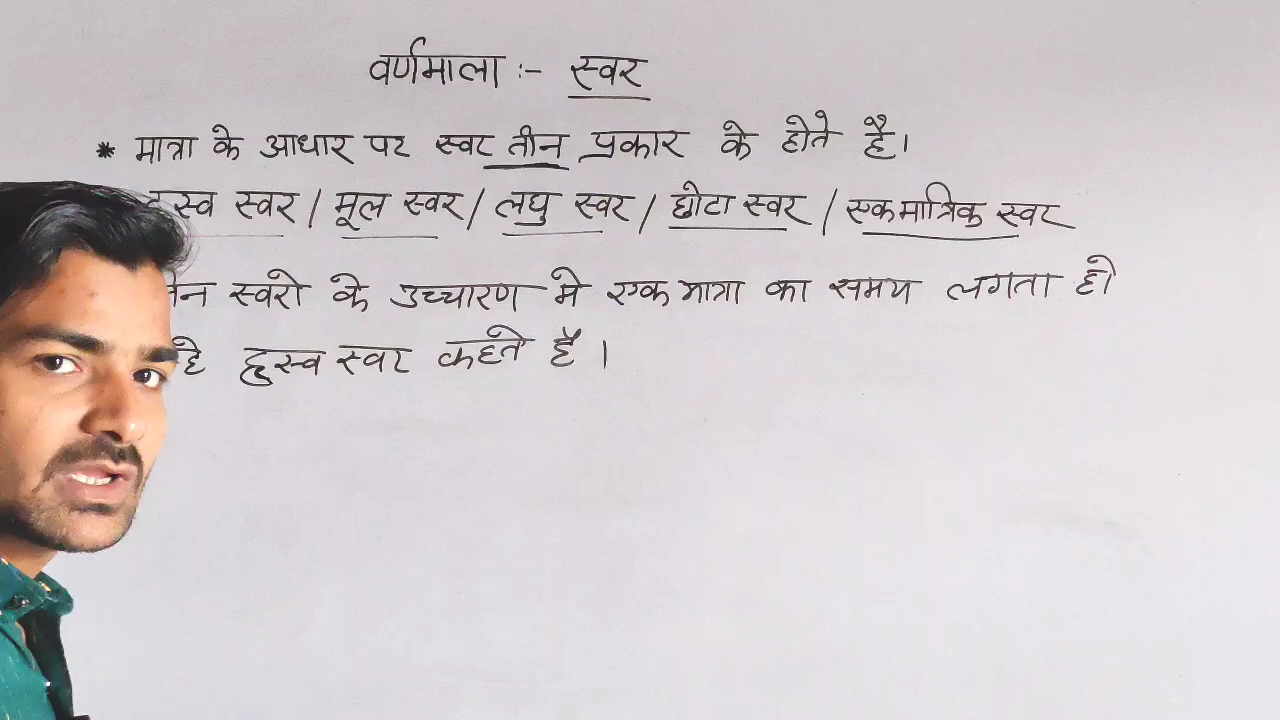 वर्णमाला :- स्वर
* मात्रा के आधार पर स्वर तीन प्रकार के होते है।
स्वर / मूल स्वर / लघु स्वर / छोटा स्वर / एकमात्रिक स्वर
स्वरो के उच्चारण मे एक मात्रा का समय लगता हो
ह्रस्व स्वर कहते है।